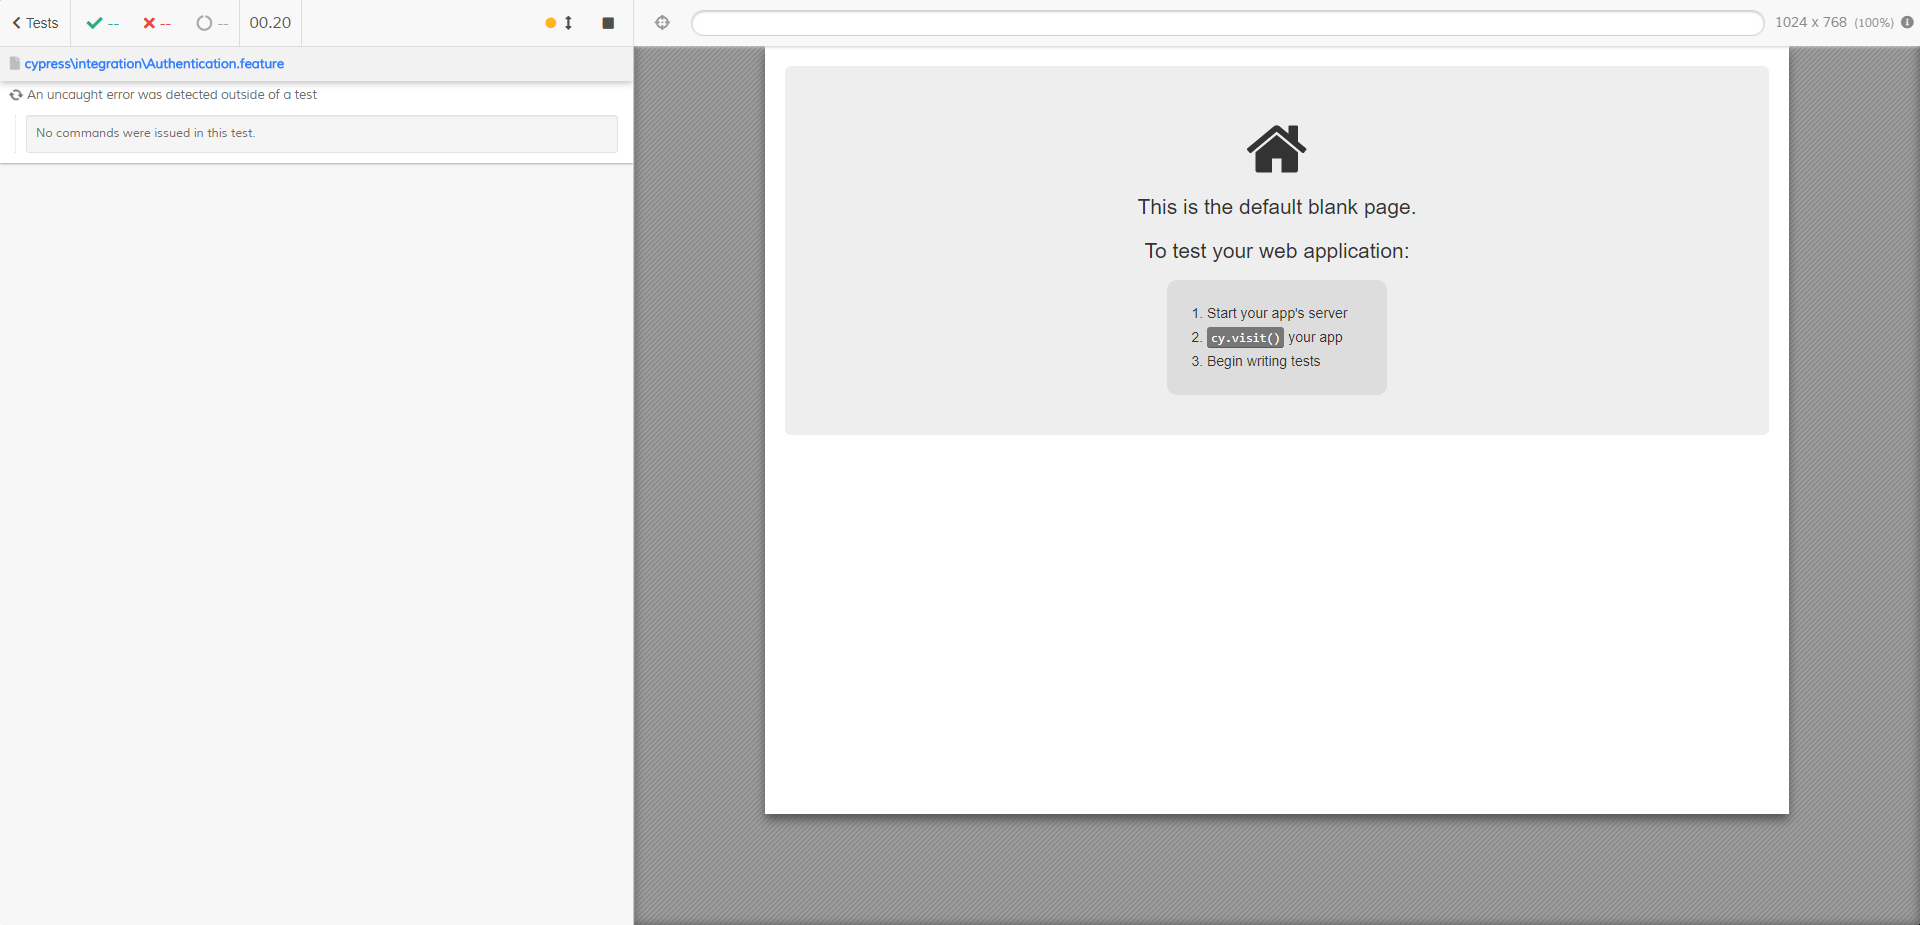 Tests -- -- -- 00.20 1024 x 768 (100%)
cypress\integration\Authentication.feature
An uncaught error was detected outside of a test
No commands were issued in this test.
This is the default blank page.
To test your web application:
1. Start your app's server
2. cy.visit() your app
3. Begin writing tests